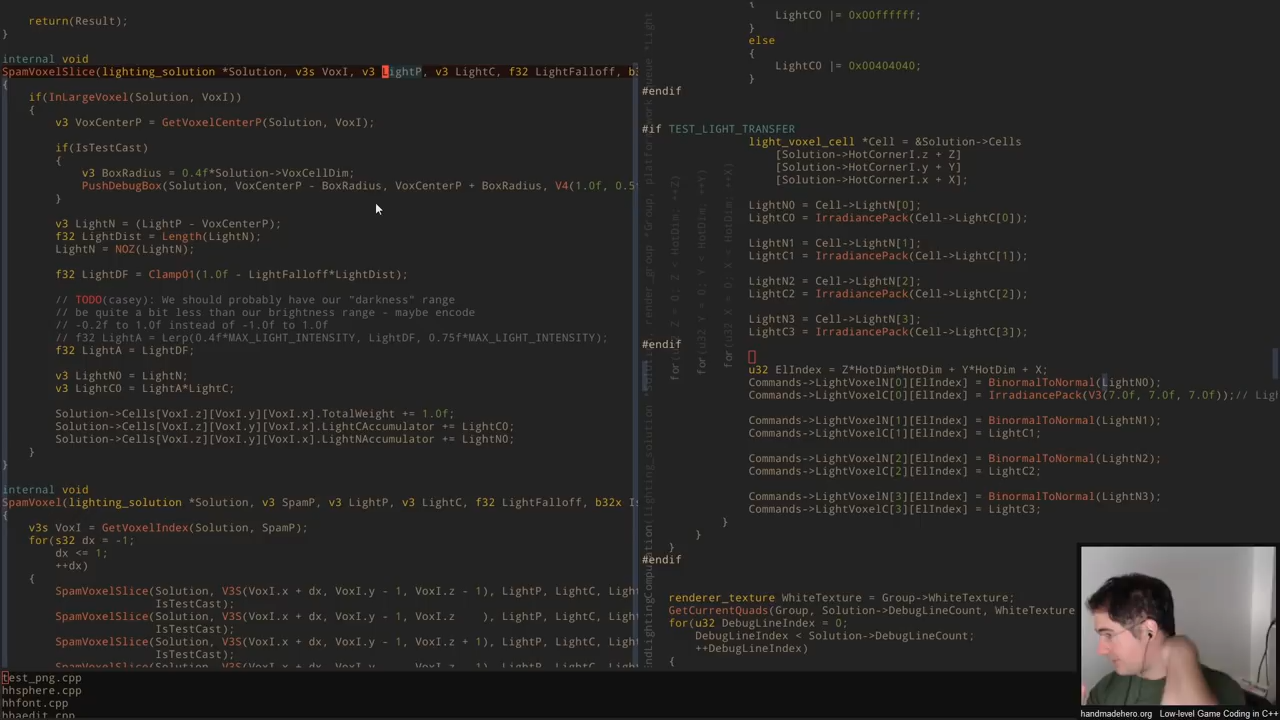 return(Result);
}
internal void
SpamVoxelSlice(lighting_solution *Solution, v3s VoxI, v3 LightP, v3 LightC, f32 LightFalloff, b3
{
if(InLargeVoxel(Solution, VoxI))
{
v3 VoxCenterP = GetVoxelCenterP(Solution, VoxI);
if(IsTestCast)
{
v3 BoxRadius = 0.4f*Solution->VoxCellDim;
PushDebugBox(Solution, VoxCenterP - BoxRadius, VoxCenterP + BoxRadius, V4(1.0f, 0.5
}
v3 LightN = (LightP - VoxCenterP);
f32 LightDist = Length(LightN);
LightN = NOZ(LightN);
f32 LightDF = Clamp01(1.0f - LightFalloff*LightDist);
// TODO(casey): We should probably have our "darkness" range
// be quite a bit less than our brightness range - maybe encode
// -0.2f to 1.0f instead of -1.0f to 1.0f
// f32 LightA = Lerp(0.4f*MAX_LIGHT_INTENSITY, LightDF, 0.75f*MAX_LIGHT_INTENSITY);
f32 LightA = LightDF;
v3 LightN0 = LightN;
v3 LightC0 = LightA*LightC;
Solution->Cells[VoxI.z][VoxI.y][VoxI.x].TotalWeight += 1.0f;
Solution->Cells[VoxI.z][VoxI.y][VoxI.x].LightCAccumulator += LightC0;
Solution->Cells[VoxI.z][VoxI.y][VoxI.x].LightNAccumulator += LightN0;
}
}
internal void
SpamVoxel(lighting_solution *Solution, v3 SpamP, v3 LightP, v3 LightC, f32 LightFalloff, b32x Is
{
v3s VoxI = GetVoxelIndex(Solution, SpamP);
for(s32 dx = -1;
dx <= 1;
++dx)
{
SpamVoxelSlice(Solution, V3S(VoxI.x + dx, VoxI.y - 1, VoxI.z - 1), LightP, LightC, LightF
IsTestCast);
SpamVoxelSlice(Solution, V3S(VoxI.x + dx, VoxI.y - 1, VoxI.z    ), LightP, LightC, LightF
IsTestCast);
SpamVoxelSlice(Solution, V3S(VoxI.x + dx, VoxI.y - 1, VoxI.z + 1), LightP, LightC, LightF
IsTestCast);
test_png.cpp
hhsphere.cpp
hhfont.cpp
hhaedit.cpp
{
LightC0 |= 0x00ffffff;
}
else
{
LightC0 |= 0x00404040;
}
#endif
#if TEST_LIGHT_TRANSFER
light_voxel_cell *Cell = &Solution->Cells
[Solution->HotCornerI.z + Z]
[Solution->HotCornerI.y + Y]
[Solution->HotCornerI.x + X];
LightN0 = Cell->LightN[0];
LightC0 = IrradiancePack(Cell->LightC[0]);
LightN1 = Cell->LightN[1];
LightC1 = IrradiancePack(Cell->LightC[1]);
LightN2 = Cell->LightN[2];
LightC2 = IrradiancePack(Cell->LightC[2]);
LightN3 = Cell->LightN[3];
LightC3 = IrradiancePack(Cell->LightC[3]);
#endif
u32 ElIndex = Z*HotDim*HotDim + Y*HotDim + X;
Commands->LightVoxelN[0][ElIndex] = BinormalToNormal(LightN0);
Commands->LightVoxelC[0][ElIndex] = IrradiancePack(V3(7.0f, 7.0f, 7.0f));// Lig
Commands->LightVoxelN[1][ElIndex] = BinormalToNormal(LightN1);
Commands->LightVoxelC[1][ElIndex] = LightC1;
Commands->LightVoxelN[2][ElIndex] = BinormalToNormal(LightN2);
Commands->LightVoxelC[2][ElIndex] = LightC2;
Commands->LightVoxelN[3][ElIndex] = BinormalToNormal(LightN3);
Commands->LightVoxelC[3][ElIndex] = LightC3;
}
}
}
#endif
renderer_texture WhiteTexture = Group->WhiteTexture;
GetCurrentQuads(Group, Solution->DebugLineCount, WhiteTexture
for(u32 DebugLineIndex = 0;
DebugLineIndex < Solution->DebugLineCount;
++DebugLineIndex)
{
handmadehero.org   Low-level Game Coding in C++